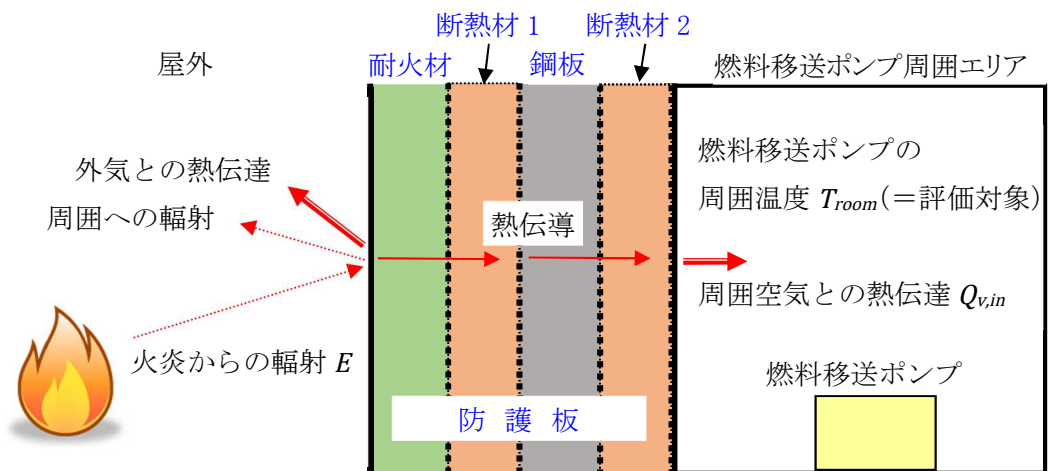 断熱材 1
断熱材 2
屋外
耐火材
鋼板
燃料移送ポンプ周囲エリア
外気との熱伝達
周囲への輻射
熱伝導
燃料移送ポンプの
周囲温度 Troom(=評価対象)
周囲空気との熱伝達 Qv,in
火炎からの輻射 E
燃料移送ポンプ
防 護 板